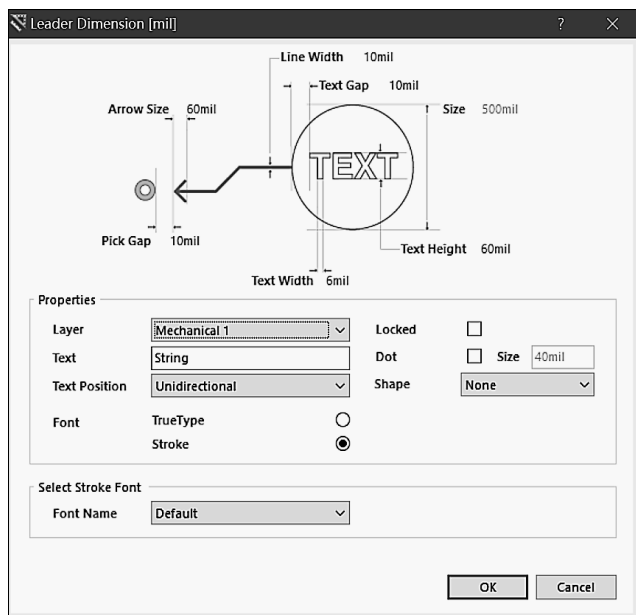 Leader Dimension [mil] ?
Line Width 10mil
Text Gap 10mil
Arrow Size 60mil
Size 500mil
TEXT
Pick Gap 10mil
Text Height 60mil
Text Width 6mil
Properties
Layer Mechanical 1 Locked
Text String Dot Size 40mil
Text Position Unidirectional Shape None
Font TrueType
Stroke
Select Stroke Font
Font Name Default
OK Cancel